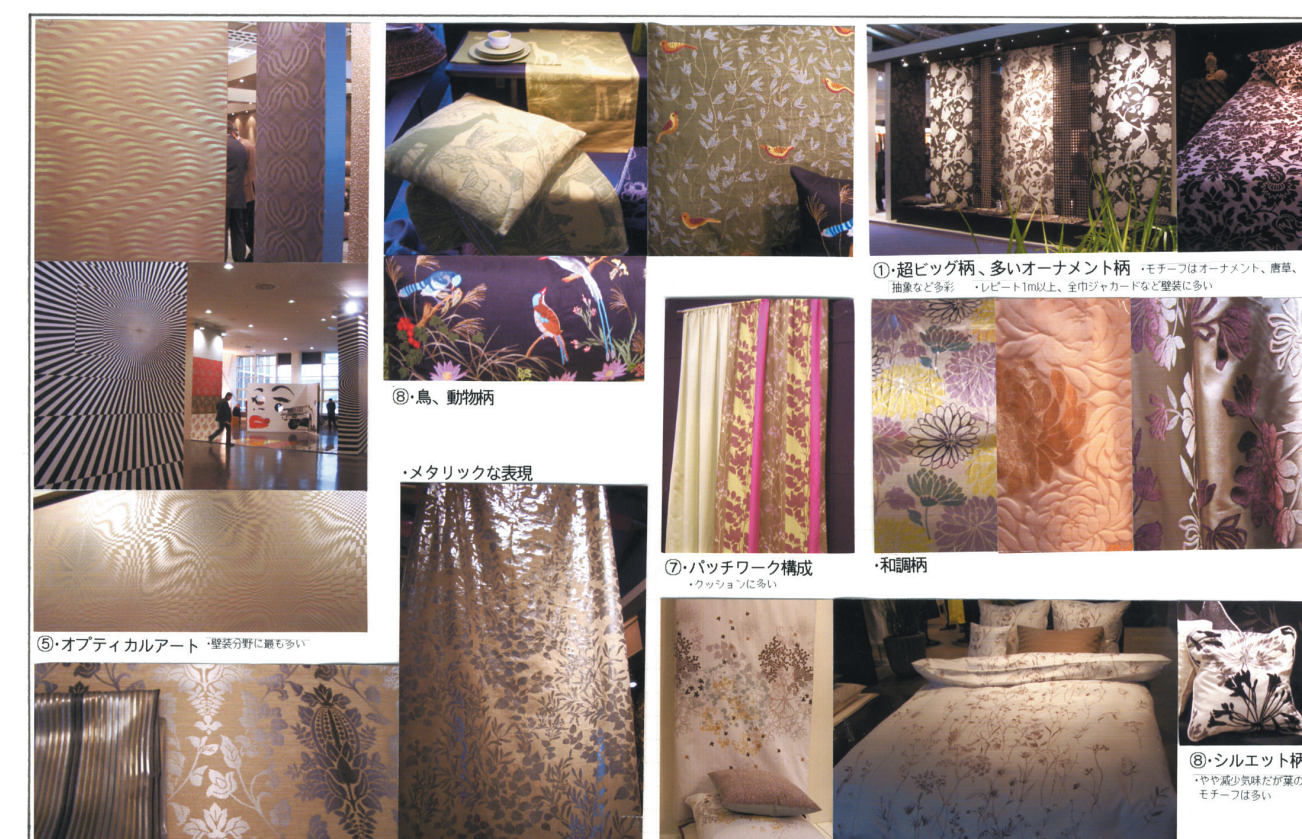 ①・超ビッグ柄、多いオーナメント柄 ・モチーフはオーナメント、唐草、
抽象など多彩 ・レピート1m以上、全巾ジャカードなど壁装に多い
⑧・鳥、動物柄
・メタリックな表現
⑦・パッチワーク構成
・クッションに多い
・和調柄
⑤・オプティカルアート ・壁装分野に最も多い
⑧・シルエット柄
・やや減少気味だが葉の
モチーフは多い